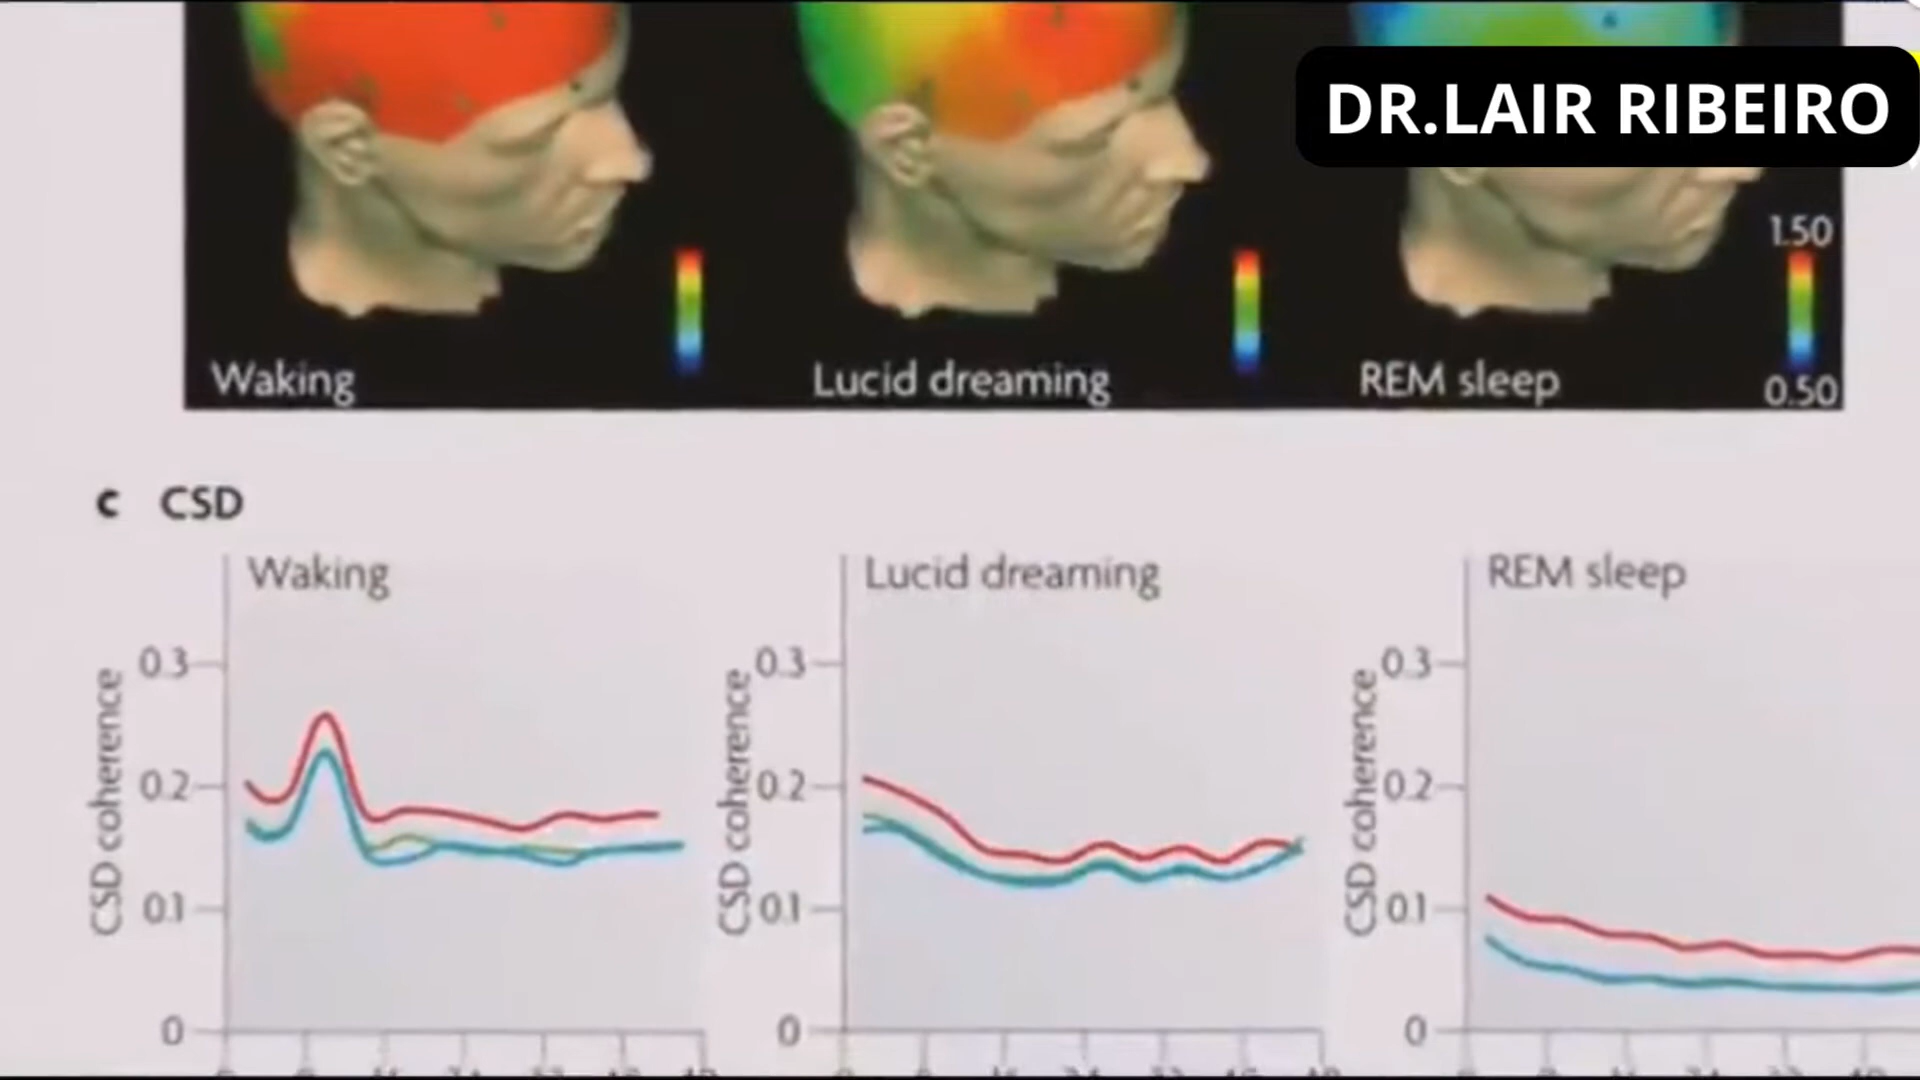 DR.LAIR RIBEIRO
1.50
Waking
Lucid dreaming
REM sleep
0.50
c CSD
Waking
Lucid dreaming
REM sleep
CSD coherence
0.3
0.2
0.1
0
CSD coherence
0.3
0.2
0.1
0
CSD coherence
0.3
0.2
0.1
0